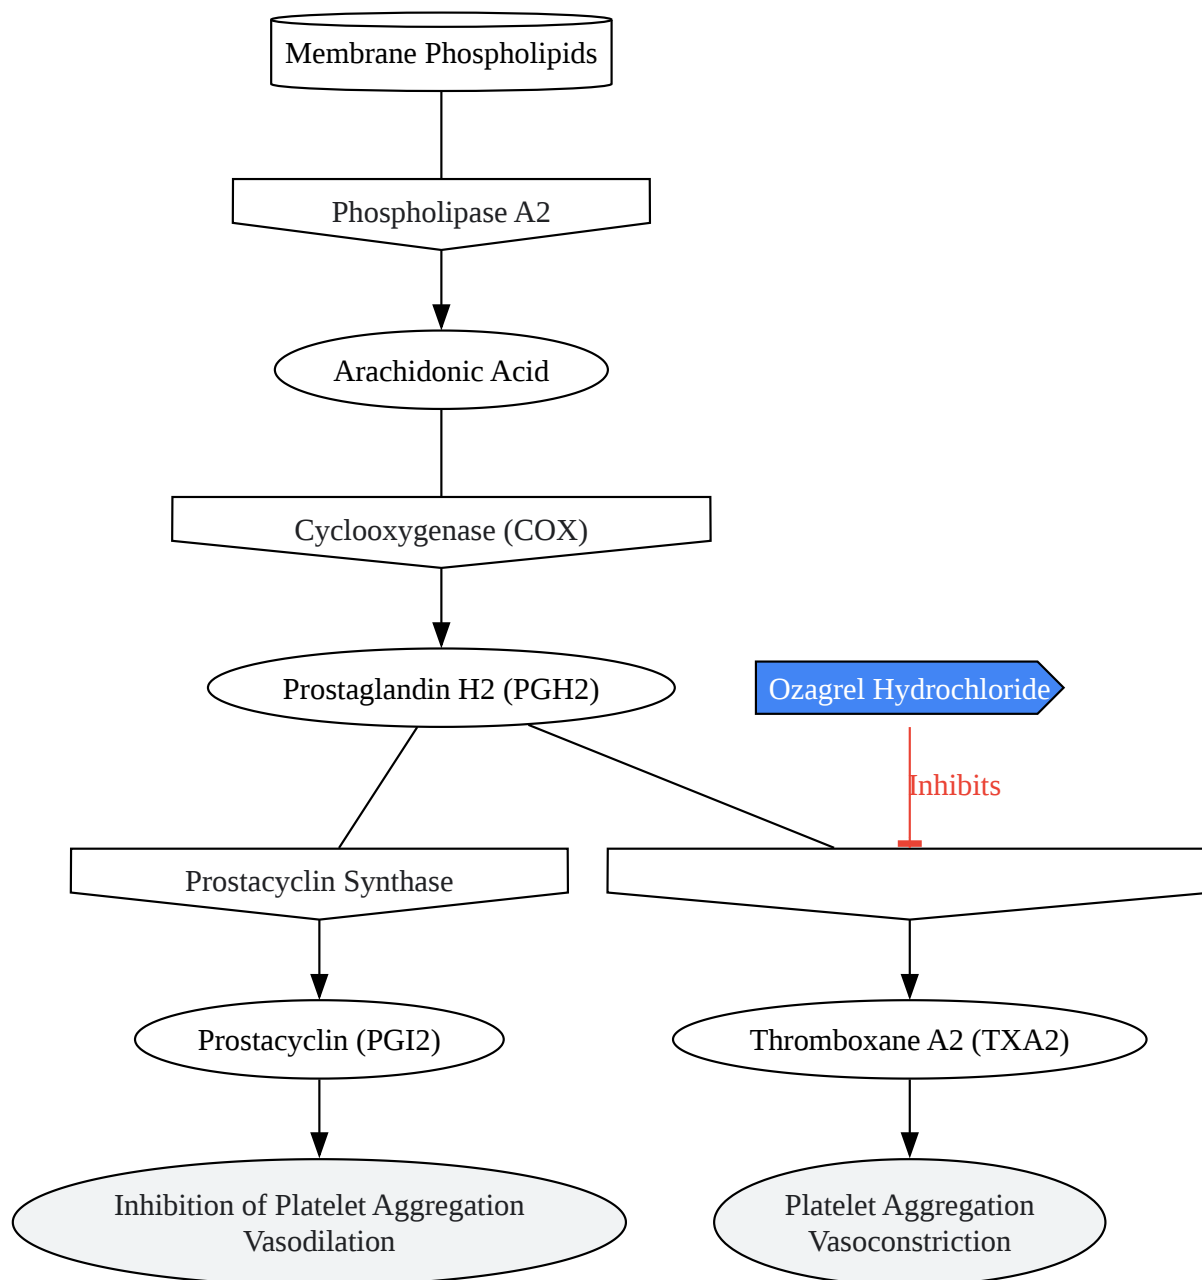 Membrane Phospholipids
Phospholipase A2
Arachidonic Acid
Cyclooxygenase (COX)
Prostaglandin H2 (PGH2)
Ozagrel Hydrochloride
Inhibits
Prostacyclin Synthase
Prostacyclin (PGI2)
Thromboxane A2 (TXA2)
Inhibition of Platelet Aggregation
Vasodilation
Platelet Aggregation
Vasoconstriction